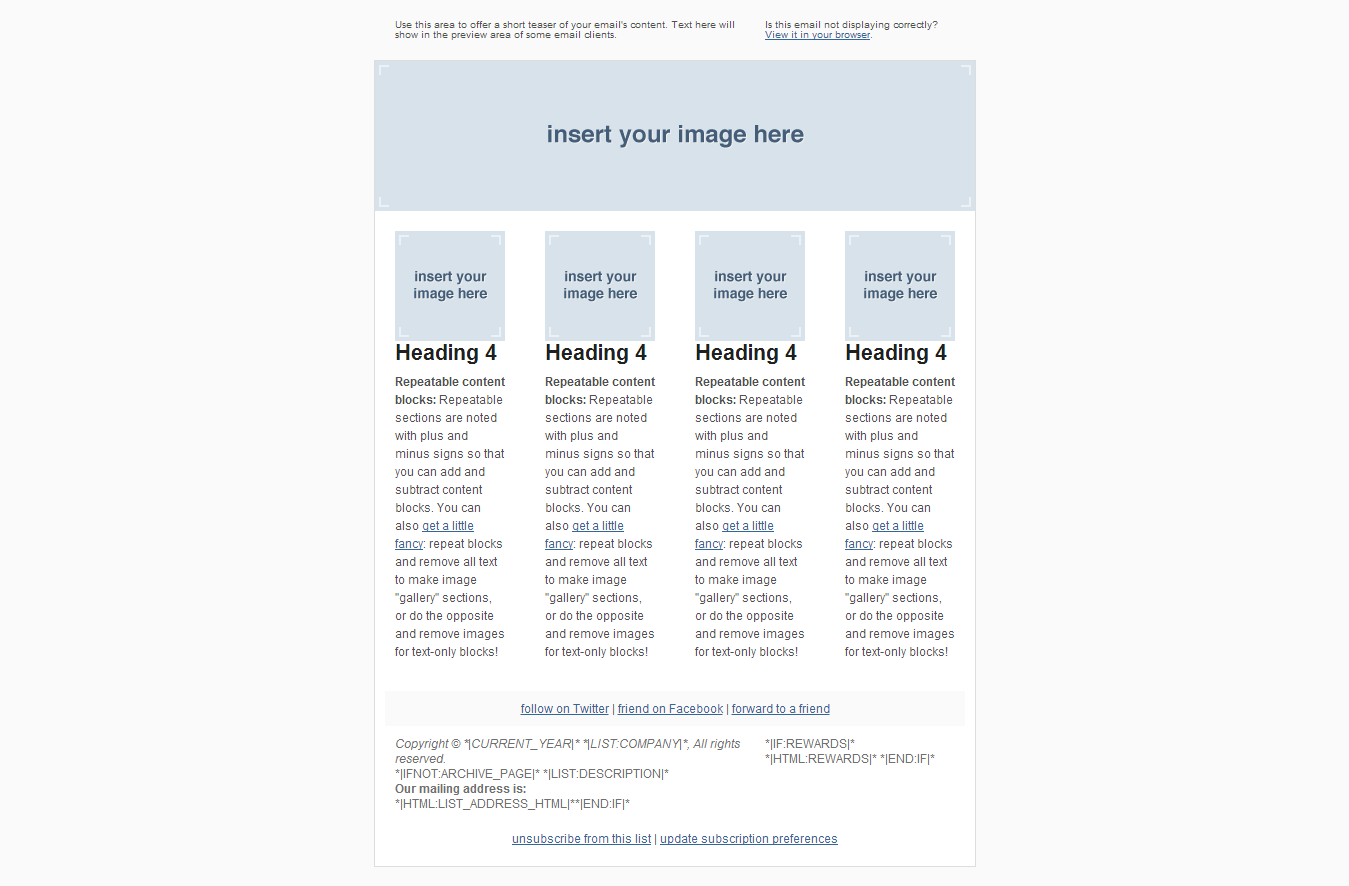 Use this area to offer a short teaser of your email's content. Text here will
show in the preview area of some email clients.
Is this email not displaying correctly?
View it in your browser.
insert your image here
insert your
image here
Heading 4
Repeatable content
blocks: Repeatable
sections are noted
with plus and
minus signs so that
you can add and
subtract content
blocks. You can
also get a little
fancy: repeat blocks
and remove all text
to make image
"gallery" sections,
or do the opposite
and remove images
for text-only blocks!
insert your
image here
Heading 4
Repeatable content
blocks: Repeatable
sections are noted
with plus and
minus signs so that
you can add and
subtract content
blocks. You can
also get a little
fancy: repeat blocks
and remove all text
to make image
"gallery" sections,
or do the opposite
and remove images
for text-only blocks!
insert your
image here
Heading 4
Repeatable content
blocks: Repeatable
sections are noted
with plus and
minus signs so that
you can add and
subtract content
blocks. You can
also get a little
fancy: repeat blocks
and remove all text
to make image
"gallery" sections,
or do the opposite
and remove images
for text-only blocks!
insert your
image here
Heading 4
Repeatable content
blocks: Repeatable
sections are noted
with plus and
minus signs so that
you can add and
subtract content
blocks. You can
also get a little
fancy: repeat blocks
and remove all text
to make image
"gallery" sections,
or do the opposite
and remove images
for text-only blocks!
follow on Twitter | friend on Facebook | forward to a friend
Copyright © *|CURRENT_YEAR|* *|LIST:COMPANY|*, All rights
reserved.
*|IFNOT:ARCHIVE_PAGE|* *|LIST:DESCRIPTION|*
Our mailing address is:
*|HTML:LIST_ADDRESS_HTML|**|END:IF|*
*|IF:REWARDS|*
*|HTML:REWARDS|* *|END:IF|*
unsubscribe from this list | update subscription preferences